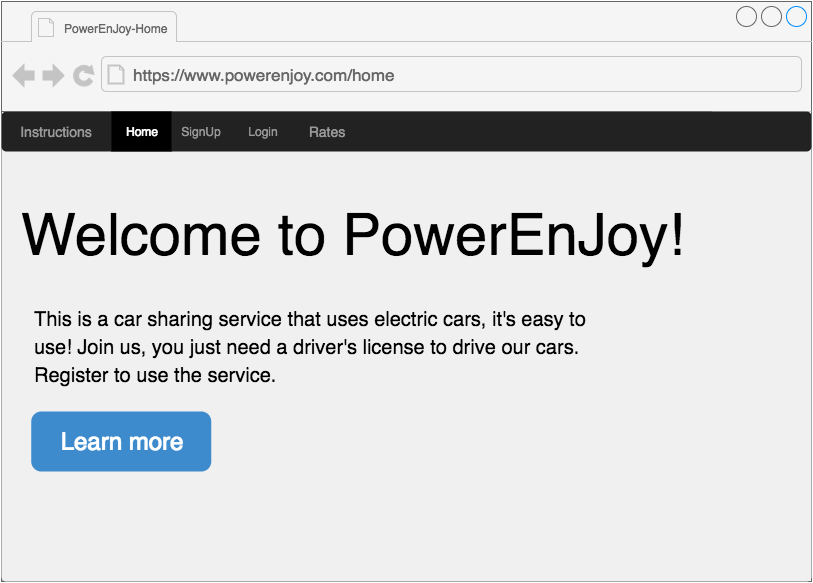 PowerEnJoy-Home
https://www.powerenjoy.com/home
Instructions Home SignUp Login Rates
Welcome to PowerEnJoy!
This is a car sharing service that uses electric cars, it's easy to
use! Join us, you just need a driver's license to drive our cars.
Register to use the service.
Learn more